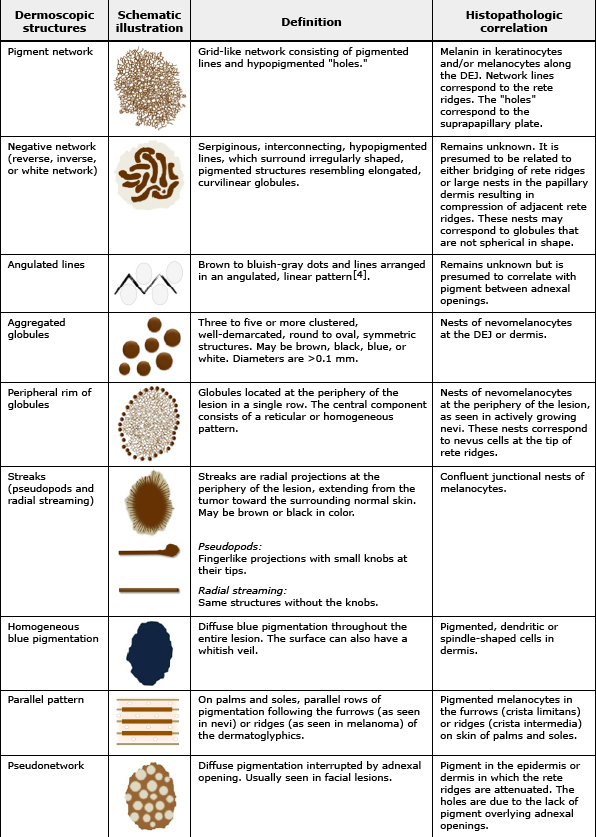 Dermoscopic structures
Schematic illustration
Definition
Histopathologic correlation
Pigment network
Grid-like network consisting of pigmented
lines and hypopigmented "holes."
Melanin in keratinocytes
and/or melanocytes along
the DEJ. Network lines
correspond to the rete
ridges. The "holes"
correspond to the
suprapapillary plate.
Negative network
(reverse, inverse,
or white network)
Serpiginous, interconnecting, hypopigmented
lines, which surround irregularly shaped,
pigmented structures resembling elongated,
curvilinear globules.
Remains unknown. It is
presumed to be related to
either bridging of rete ridges
or large nests in the papillary
dermis resulting in
compression of adjacent rete
ridges. These nests may
correspond to globules that
are not spherical in shape.
Angulated lines
Brown to bluish-gray dots and lines arranged
in an angulated, linear pattern[4].
Remains unknown but is
presumed to correlate with
pigment between adnexal
openings.
Aggregated
globules
Three to five or more clustered,
well-demarcated, round to oval, symmetric
structures. May be brown, black, blue, or
white. Diameters are >0.1 mm.
Nests of nevomelanocytes
at the DEJ or dermis.
Peripheral rim of
globules
Globules located at the periphery of the
lesion in a single row. The central component
consists of a reticular or homogeneous
pattern.
Nests of nevomelanocytes
at the periphery of the lesion,
as seen in actively growing
nevi. These nests correspond
to nevus cells at the tip of
rete ridges.
Streaks
(pseudopods and
radial streaming)
Streaks are radial projections at the
periphery of the lesion, extending from the
tumor toward the surrounding normal skin.
May be brown or black in color.
Pseudopods:
Fingerlike projections with small knobs at
their tips.
Radial streaming:
Same structures without the knobs.
Confluent junctional nests of
melanocytes.
Homogeneous
blue pigmentation
Diffuse blue pigmentation throughout the
entire lesion. The surface can also have a
whitish veil.
Pigmented, dendritic or
spindle-shaped cells in
dermis.
Parallel pattern
On palms and soles, parallel rows of
pigmentation following the furrows (as seen
in nevi) or ridges (as seen in melanoma) of
the dermatoglyphics.
Pigmented melanocytes in
the furrows (crista limitans)
or ridges (crista intermedia)
on skin of palms and soles.
Pseudonetwork
Diffuse pigmentation interrupted by adnexal
opening. Usually seen in facial lesions.
Pigment in the epidermis or
dermis in which the rete
ridges are attenuated. The
holes are due to the lack of
pigment overlying adnexal
openings.